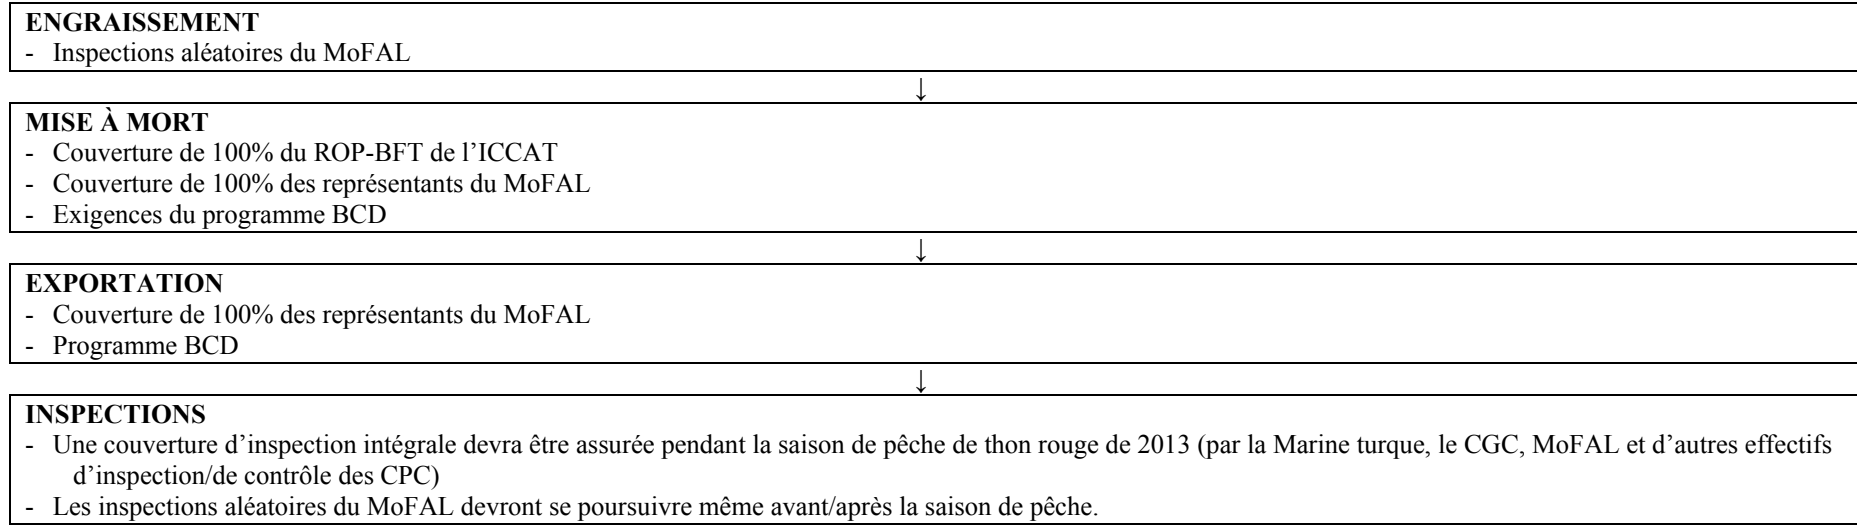 ENGRAISSEMENT
- Inspections aléatoires du MoFAL
↓
MISE À MORT
- Couverture de 100% du ROP-BFT de l’ICCAT
- Couverture de 100% des représentants du MoFAL
- Exigences du programme BCD
↓
EXPORTATION
- Couverture de 100% des représentants du MoFAL
- Programme BCD
↓
INSPECTIONS
- Une couverture d’inspection intégrale devra être assurée pendant la saison de pêche de thon rouge de 2013 (par la Marine turque, le CGC, MoFAL et d’autres effectifs
d’inspection/de contrôle des CPC)
- Les inspections aléatoires du MoFAL devront se poursuivre même avant/après la saison de pêche.